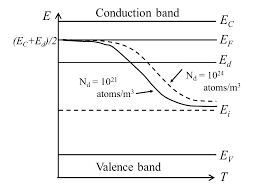 E
Conduction band
E_C
(E_C+E_d)/2
E_F
E_d
N_d = 10^21
atoms/m^3
N_d = 10^24
atoms/m^3
E_i
Valence band
E_V
T